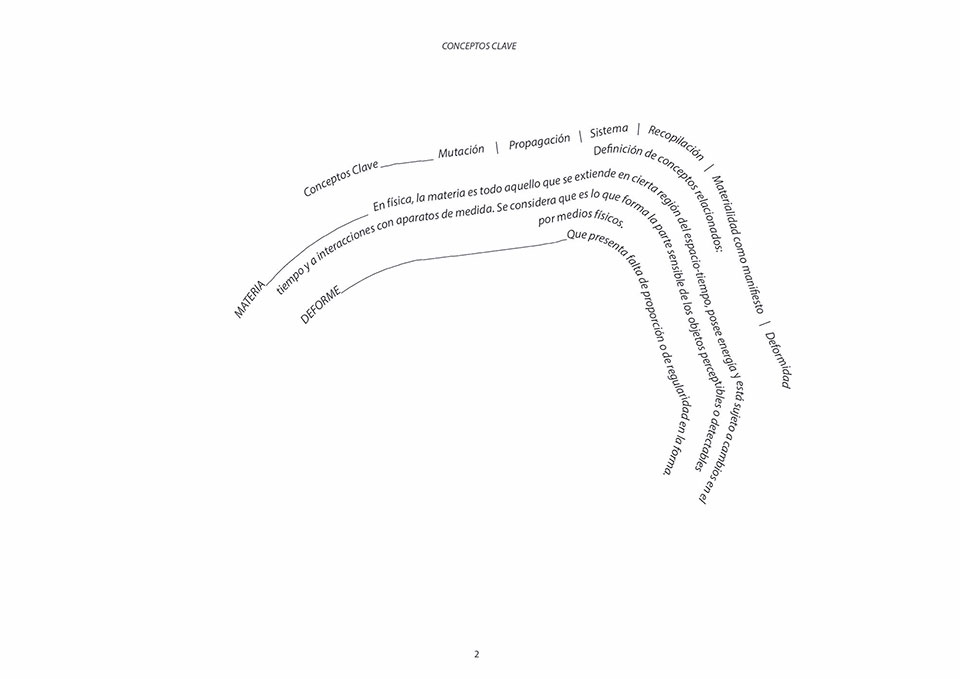 CONCEPTOS CLAVE
Conceptos Clave ________ Mutación | Propagación | Sistema | Recopilación | Materialidad como manifiesto | Deformidad
Definición de conceptos relacionados:
MATERIA ________ En física, la materia es todo aquello que se extiende en cierta región del espacio-tiempo, posee energía y está sujeto a cambios en el
tiempo y a interacciones con aparatos de medida. Se considera que es lo que forma la parte sensible de los objetos perceptibles o detectables
por medios físicos.
DEFORME ________ Que presenta falta de proporción o de regularidad en la forma.
2